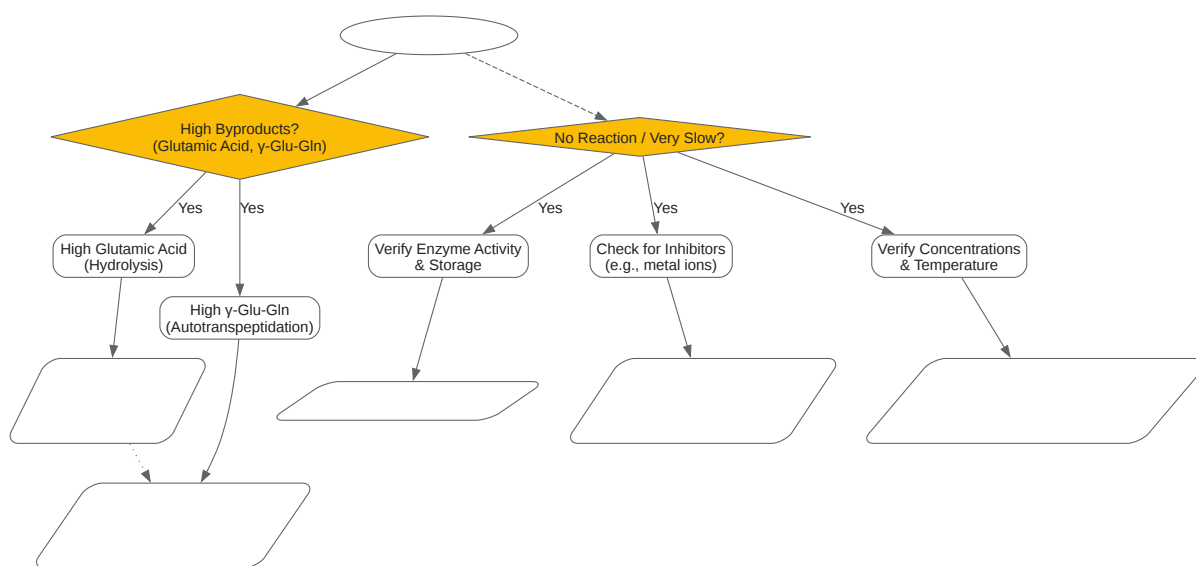 High Byproducts?
(Glutamic Acid, γ-Glu-Gln)
No Reaction / Very Slow?
Yes
Yes
Yes
Yes
Yes
High Glutamic Acid
(Hydrolysis)
Verify Enzyme Activity
& Storage
Check for Inhibitors
(e.g., metal ions)
Verify Concentrations
& Temperature
High γ-Glu-Gln
(Autotranspeptidation)